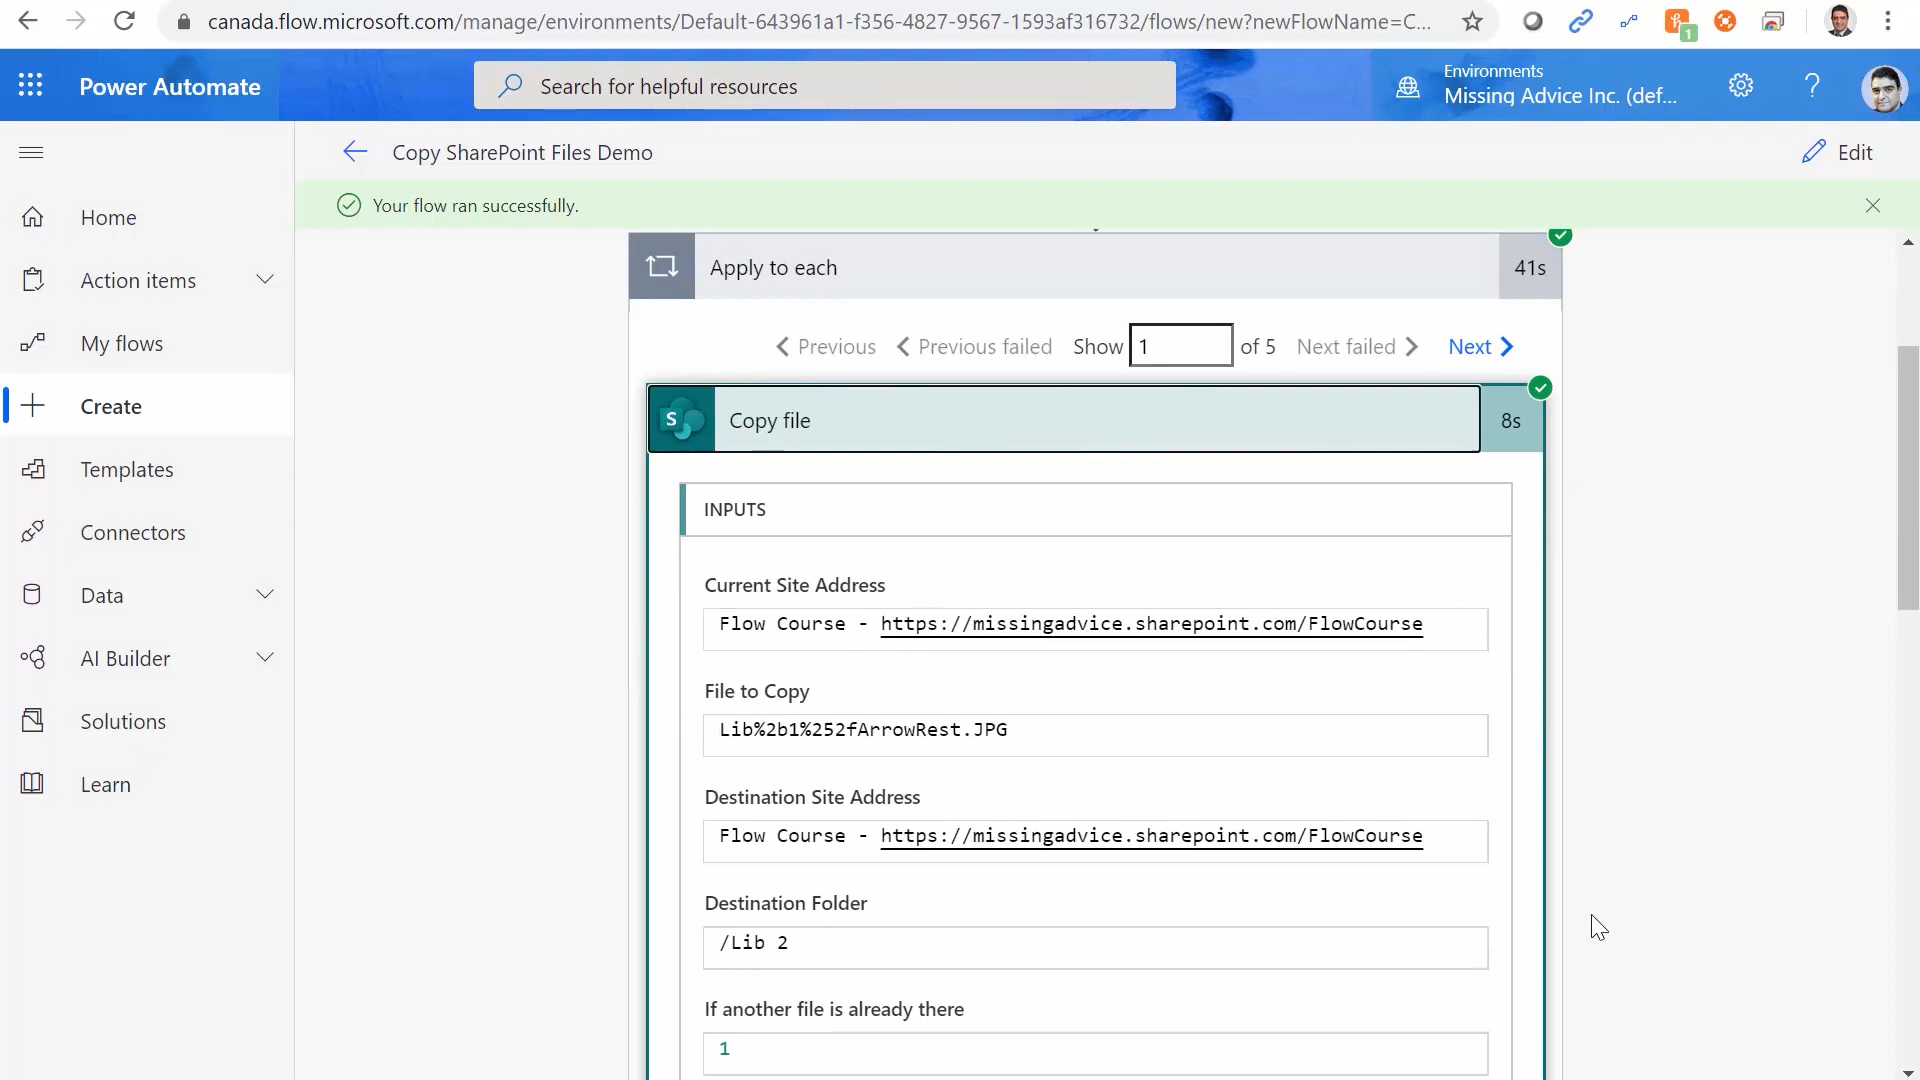 canada.flow.microsoft.com/manage/environments/Default-643961a1-f356-4827-9567-1593af316732/flows/new?newFlowName=C...
1
Power Automate
Search for helpful resources
Environments
Missing Advice Inc. (def...
?
Copy SharePoint Files Demo
Edit
Your flow ran successfully.
Home
Action items
My flows
Create
Templates
Connectors
Data
AI Builder
Solutions
Learn
Apply to each
41s
Previous
Previous failed
Show
1
of 5
Next failed
Next
S
Copy file
8s
INPUTS
Current Site Address
Flow Course - https://missingadvice.sharepoint.com/FlowCourse
File to Copy
Lib%2b1%252fArrowRest.JPG
Destination Site Address
Flow Course - https://missingadvice.sharepoint.com/FlowCourse
Destination Folder
/Lib 2
If another file is already there
1